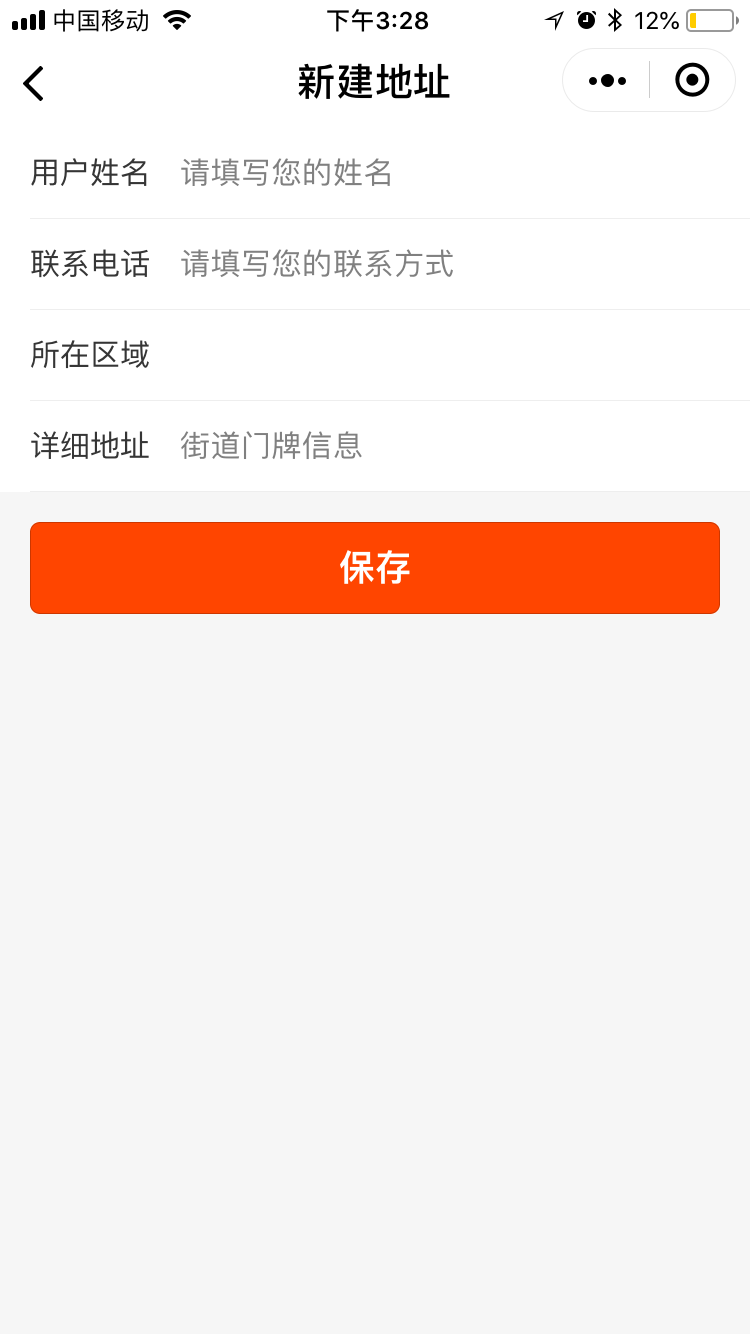 中国移动 下午3:28 12%
新建地址
用户姓名 请填写您的姓名
联系电话 请填写您的联系方式
所在区域
详细地址 街道门牌信息
保存